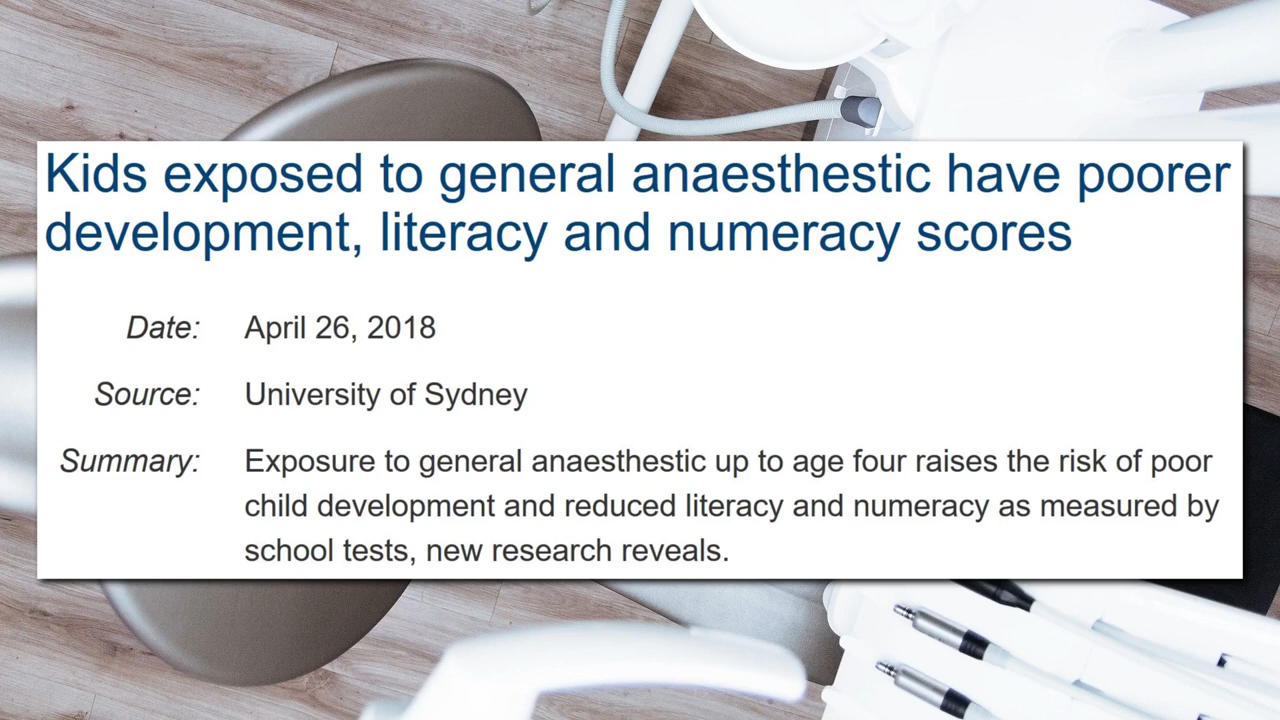 Kids exposed to general anaesthestic have poorer
development, literacy and numeracy scores
Date: April 26, 2018
Source: University of Sydney
Summary: Exposure to general anaesthestic up to age four raises the risk of poor
child development and reduced literacy and numeracy as measured by
school tests, new research reveals.